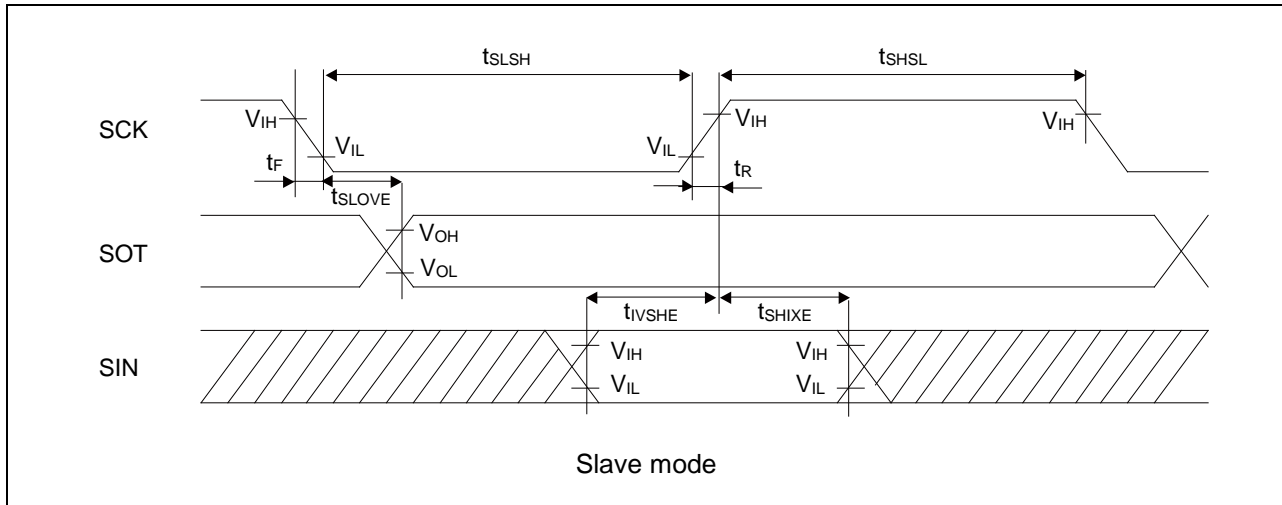 tSLSH
tSHSL
SCK
VIH
VIL
VIL
VIH
VIH
tF
tSLOVE
tR
SOT
VOH
VOL
tIVSHE
tSHIXE
SIN
VIH
VIL
VIH
VIL
Slave mode